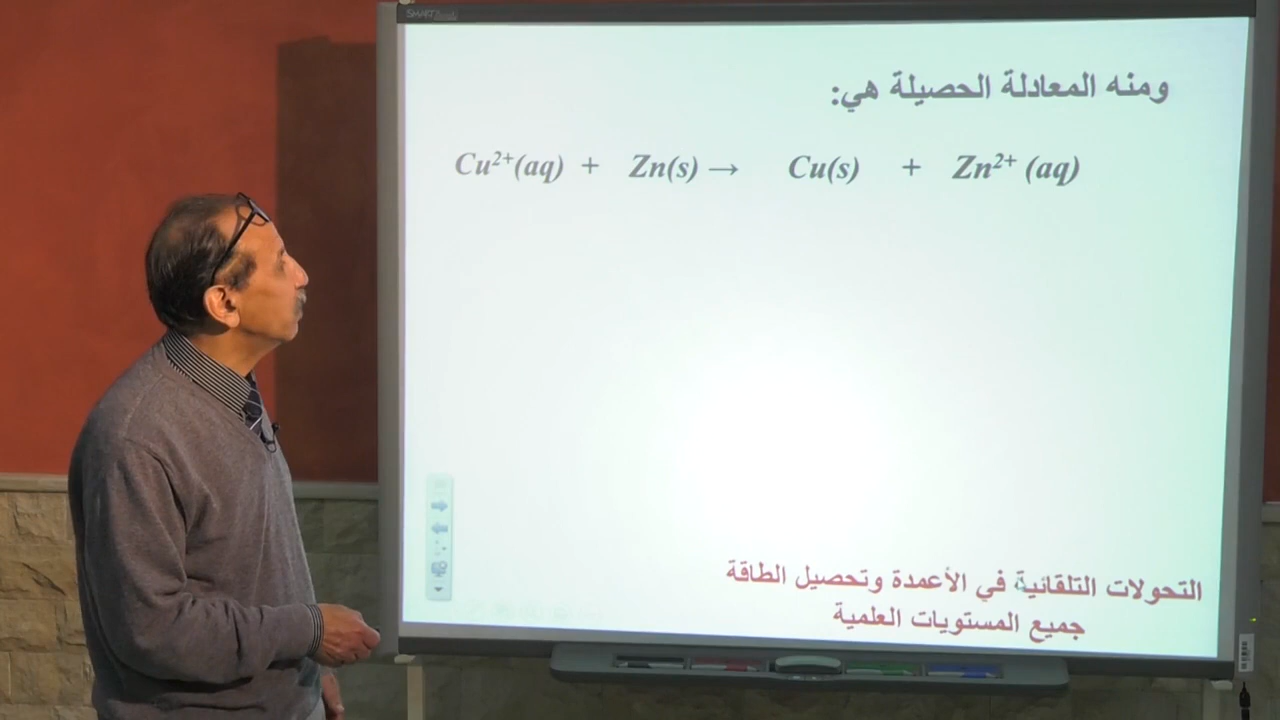 SMART
ومنه المعادلة الحصيلة هي:
Cu²⁺(aq) + Zn(s) → Cu(s) + Zn²⁺ (aq)
التحولات التلقائية في الأعمدة وتحصيل الطاقة
جميع المستويات العلمية